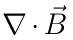 ∇ · B⃗